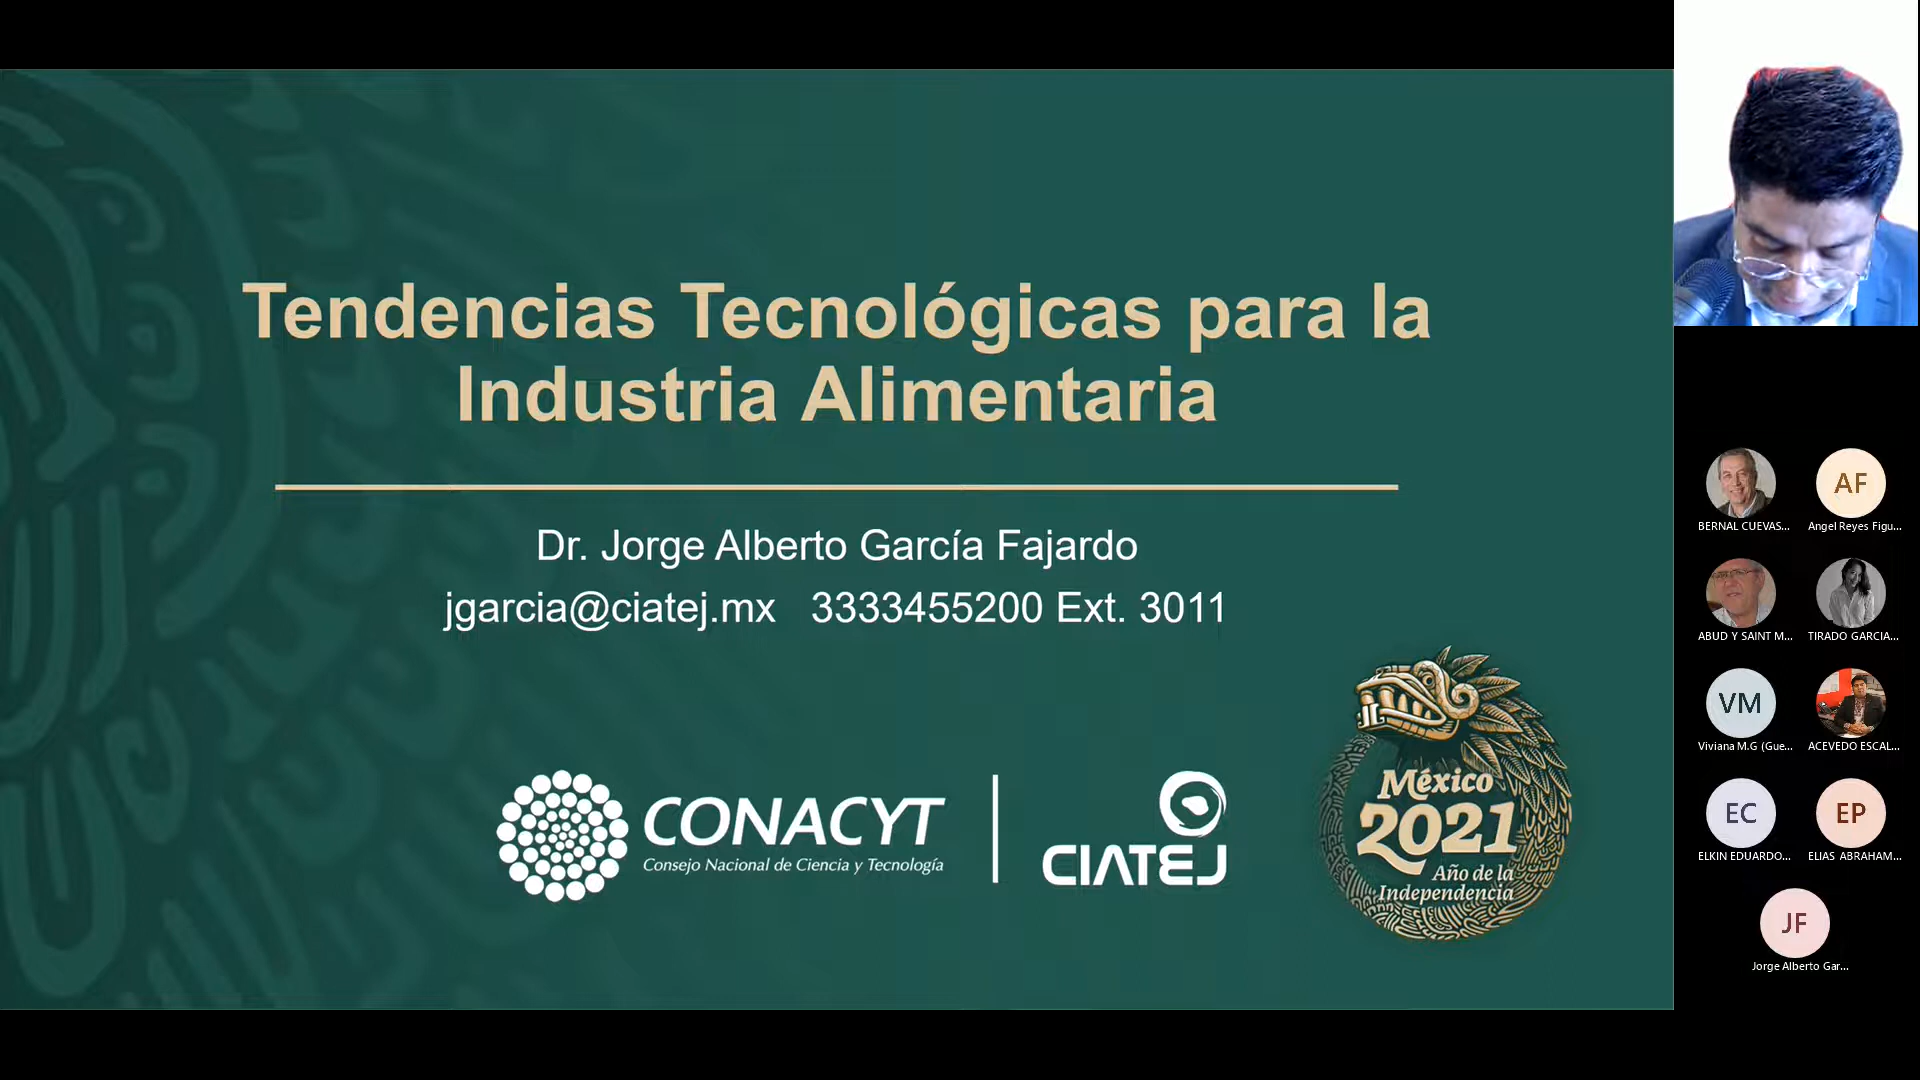 Tendencias Tecnológicas para la
Industria Alimentaria
Dr. Jorge Alberto García Fajardo
jgarcia@ciatej.mx 3333455200 Ext. 3011
CONACYT
Consejo Nacional de Ciencia y Tecnología
CIATEJ
México
2021
Año de la
Independencia
BERNAL CUEVAS...
AF
Angel Reyes Figu...
ABUD Y SAINT M...
TIRADO GARCIA...
VM
Viviana M.G (Gue...
ACEVEDO ESCAL...
EC
ELKIN EDUARDO...
EP
ELIAS ABRAHAM...
JF
Jorge Alberto Gar...